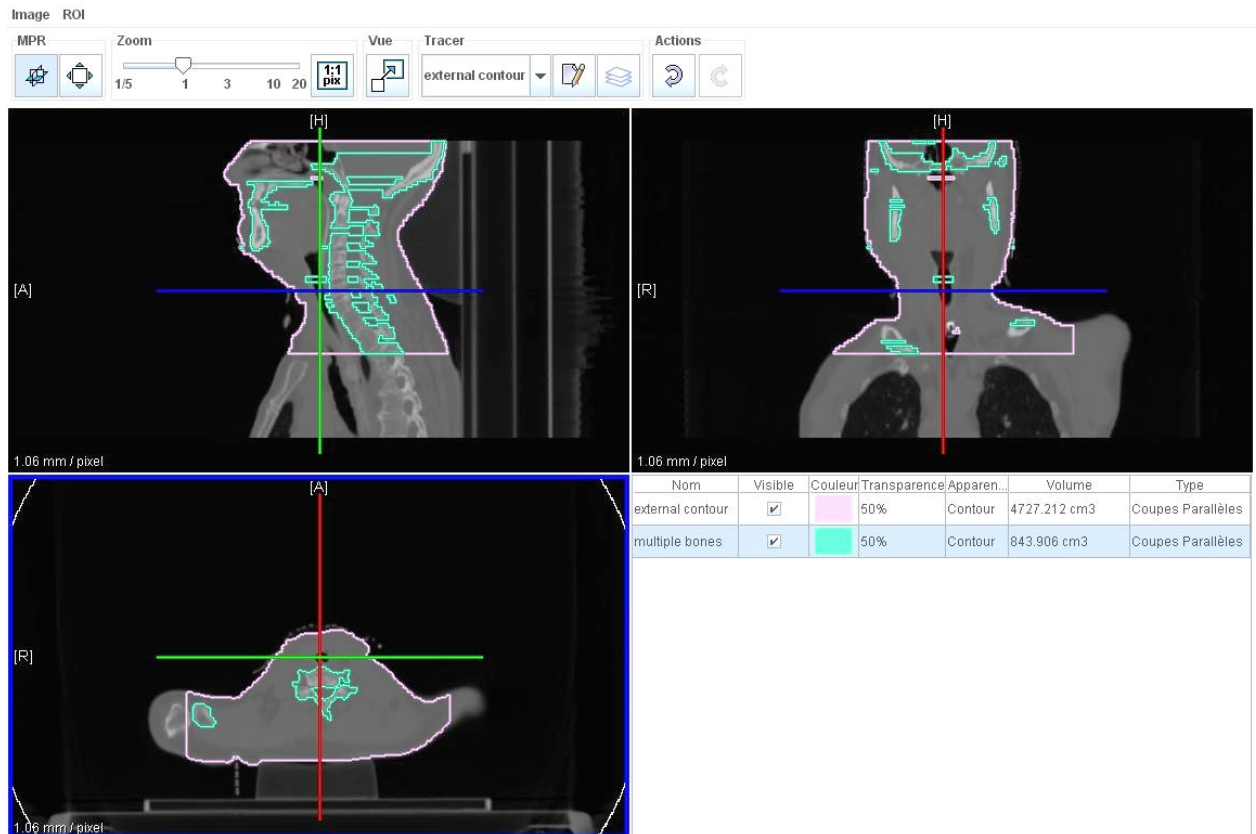 Image ROI
MPR Zoom Vue Tracer Actions
1/5 1 3 10 20 1:1 pix external contour
[H] [H]
[A] [R]
1.06 mm / pixel 1.06 mm / pixel
[A]
[R]
1.06 mm / pixel
Nom Visible Couleur Transparence Apparen... Volume Type
external contour 50% Contour 4727.212 cm3 Coupes Parallèles
multiple bones 50% Contour 843.906 cm3 Coupes Parallèles